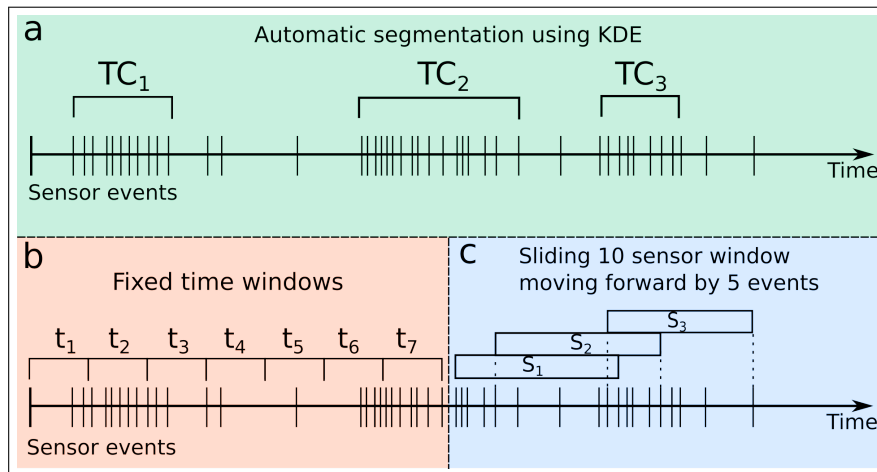 a
Automatic segmentation using KDE
TC1
TC2
TC3
Time
Sensor events
b
Fixed time windows
t1
t2
t3
t4
t5
t6
t7
Sensor events
c
Sliding 10 sensor window
moving forward by 5 events
S3
S2
S1
Time